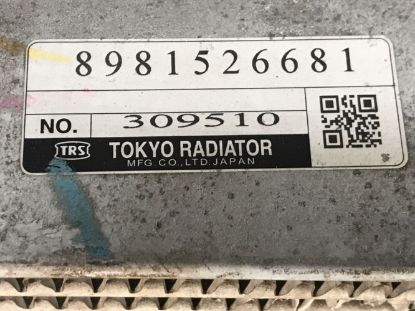 8981526681
NO. 309510
TRS TOKYO RADIATOR
MFG.CO.,LTD.JAPAN